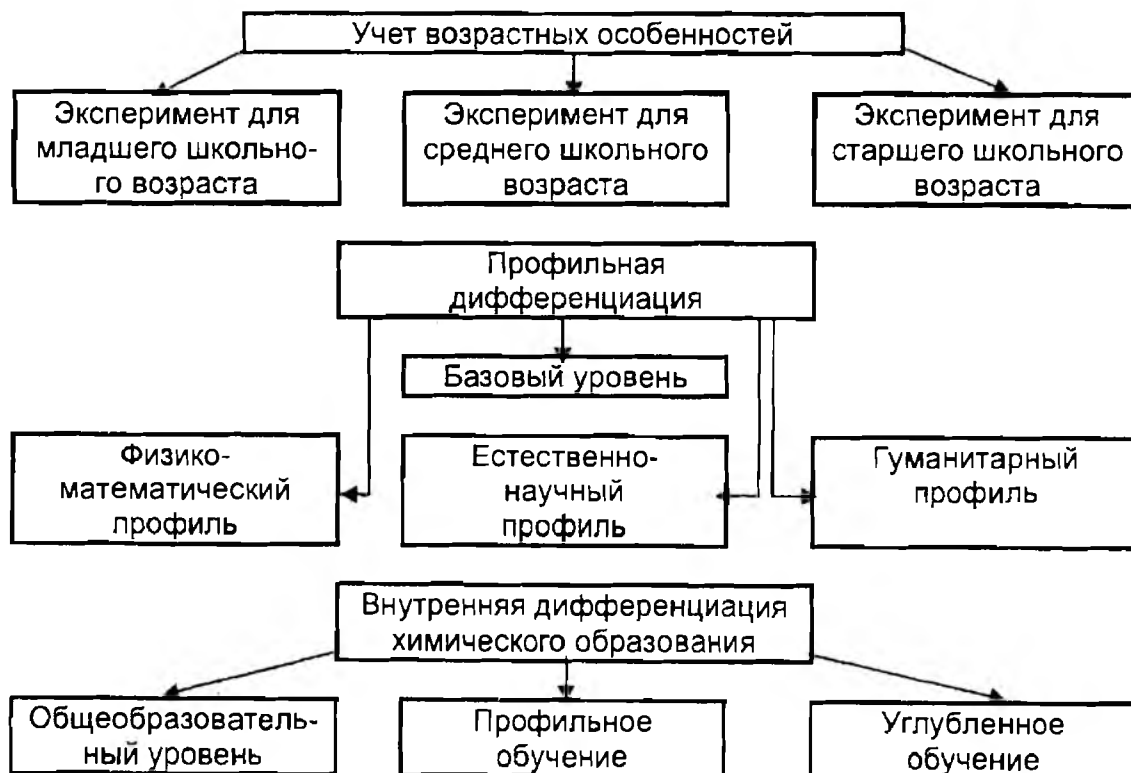 Учет возрастных особенностей
Эксперимент для
младшего школьно-
го возраста
Эксперимент для
среднего школьного
возраста
Эксперимент для
старшего школьного
возраста
Профильная
дифференциация
Базовый уровень
Физико-
математический
профиль
Естественно-
научный
профиль
Гуманитарный
профиль
Внутренняя дифференциация
химического образования
Общеобразователь-
ный уровень
Профильное
обучение
Углубленное
обучение